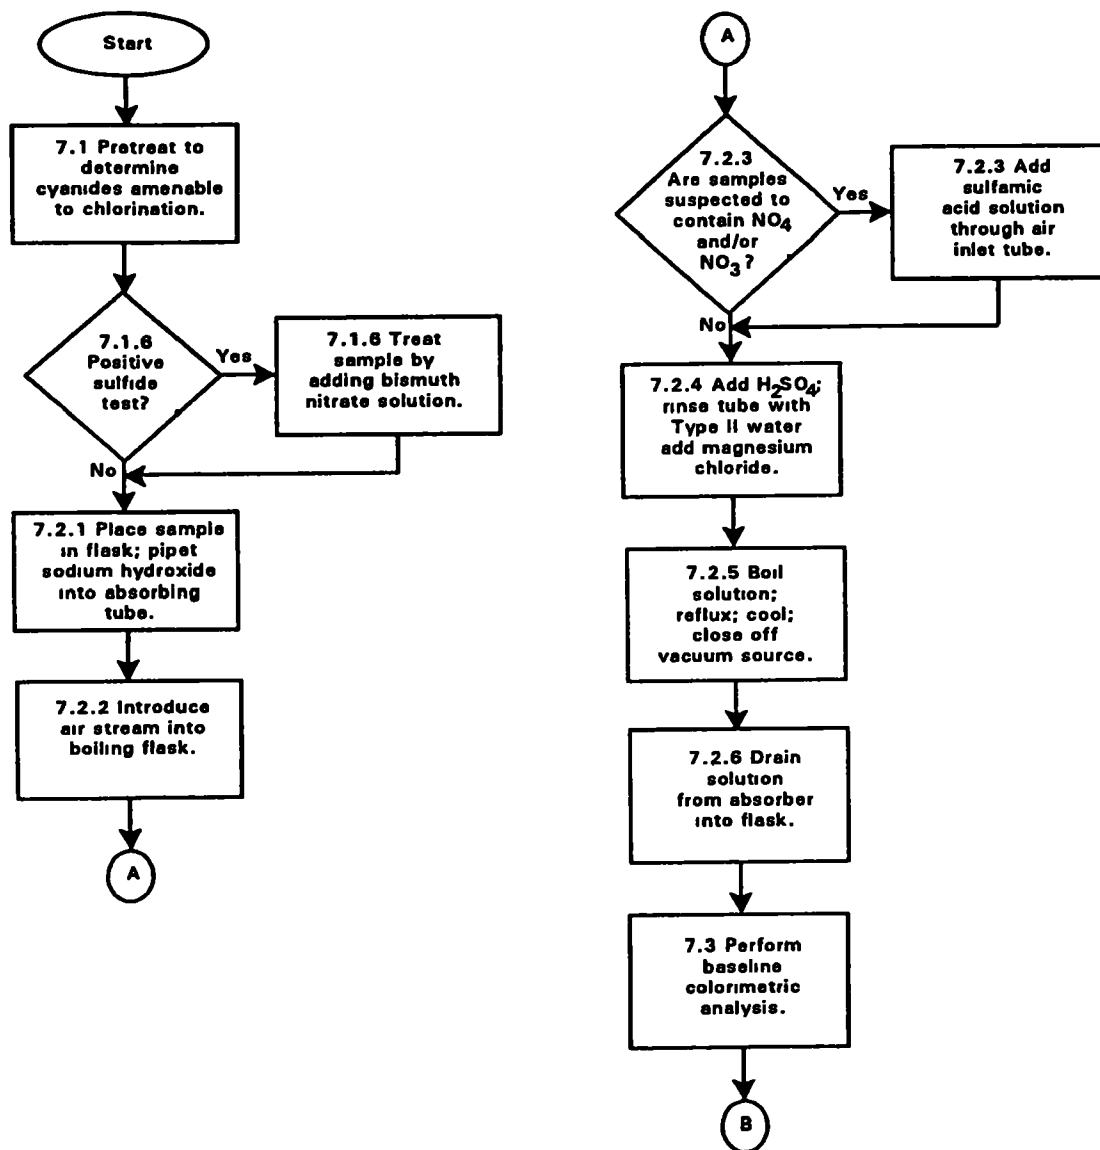 Start
7.1 Pretreat to
determine
cyanides amenable
to chlorination.
7.1.6
Positive
sulfide
test?
Yes
7.1.6 Treat
sample by
adding bismuth
nitrate solution.
No
7.2.1 Place sample
in flask; pipet
sodium hydroxide
into absorbing
tube.
7.2.2 Introduce
air stream into
boiling flask.
A
A
7.2.3
Are samples
suspected to
contain NO₄
and/or
NO₃?
Yes
7.2.3 Add
sulfamic
acid solution
through air
inlet tube.
No
7.2.4 Add H₂SO₄;
rinse tube with
Type II water
add magnesium
chloride.
7.2.5 Boil
solution;
reflux; cool;
close off
vacuum source.
7.2.6 Drain
solution
from absorber
into flask.
7.3 Perform
baseline
colorimetric
analysis.
B